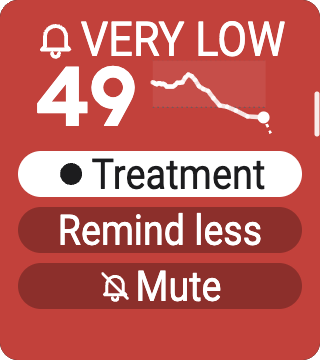 VERY LOW
49
Treatment
Remind less
Mute